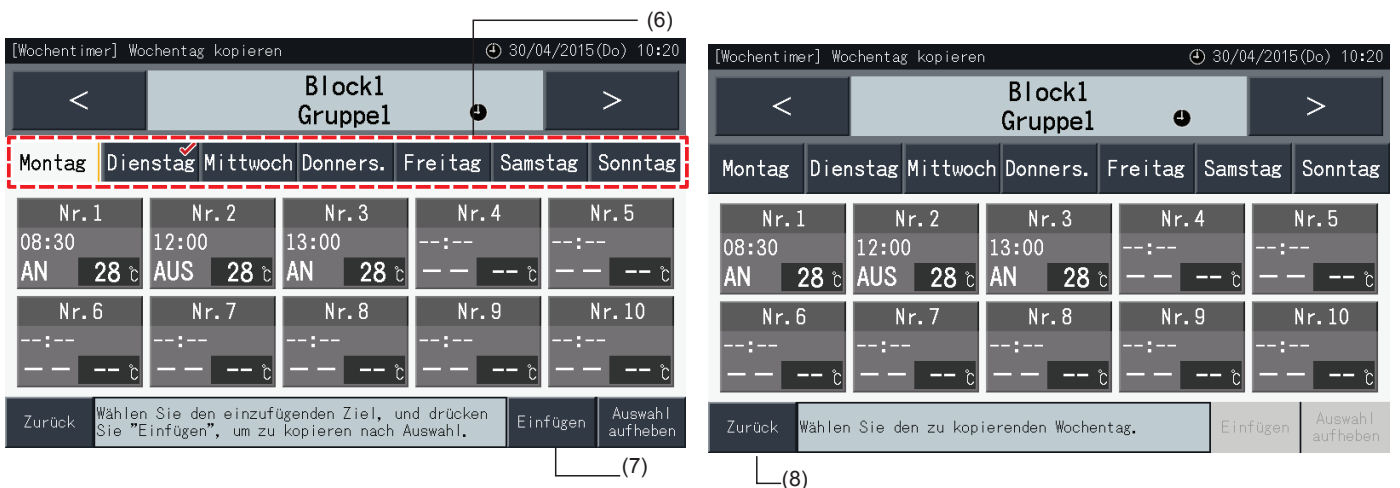 (6)
[Wochentimer] Wochentag kopieren 30/04/2015(Do) 10:20
< Block1 >
Gruppe1
Montag Dienstag Mittwoch Donners. Freitag Samstag Sonntag
Nr.1 Nr.2 Nr.3 Nr.4 Nr.5
08:30 12:00 13:00 --:-- --:--
AN 28 ℃ AUS 28 ℃ AN 28 ℃ -- -- ℃ -- -- ℃
Nr.6 Nr.7 Nr.8 Nr.9 Nr.10
--:-- --:-- --:-- --:-- --:--
-- -- ℃ -- -- ℃ -- -- ℃ -- -- ℃ -- -- ℃
Zurück
Wählen Sie den einzufügenden Ziel, und drücken
Sie "Einfügen", um zu kopieren nach Auswahl.
Einfügen
Auswahl
aufheben
(7)
[Wochentimer] Wochentag kopieren 30/04/2015(Do) 10:20
< Block1 >
Gruppe1
Montag Dienstag Mittwoch Donners. Freitag Samstag Sonntag
Nr.1 Nr.2 Nr.3 Nr.4 Nr.5
08:30 12:00 13:00 --:-- --:--
AN 28 ℃ AUS 28 ℃ AN 28 ℃ -- -- ℃ -- -- ℃
Nr.6 Nr.7 Nr.8 Nr.9 Nr.10
--:-- --:-- --:-- --:-- --:--
-- -- ℃ -- -- ℃ -- -- ℃ -- -- ℃ -- -- ℃
Zurück
Wählen Sie den zu kopierenden Wochentag.
Einfügen
Auswahl
aufheben
(8)